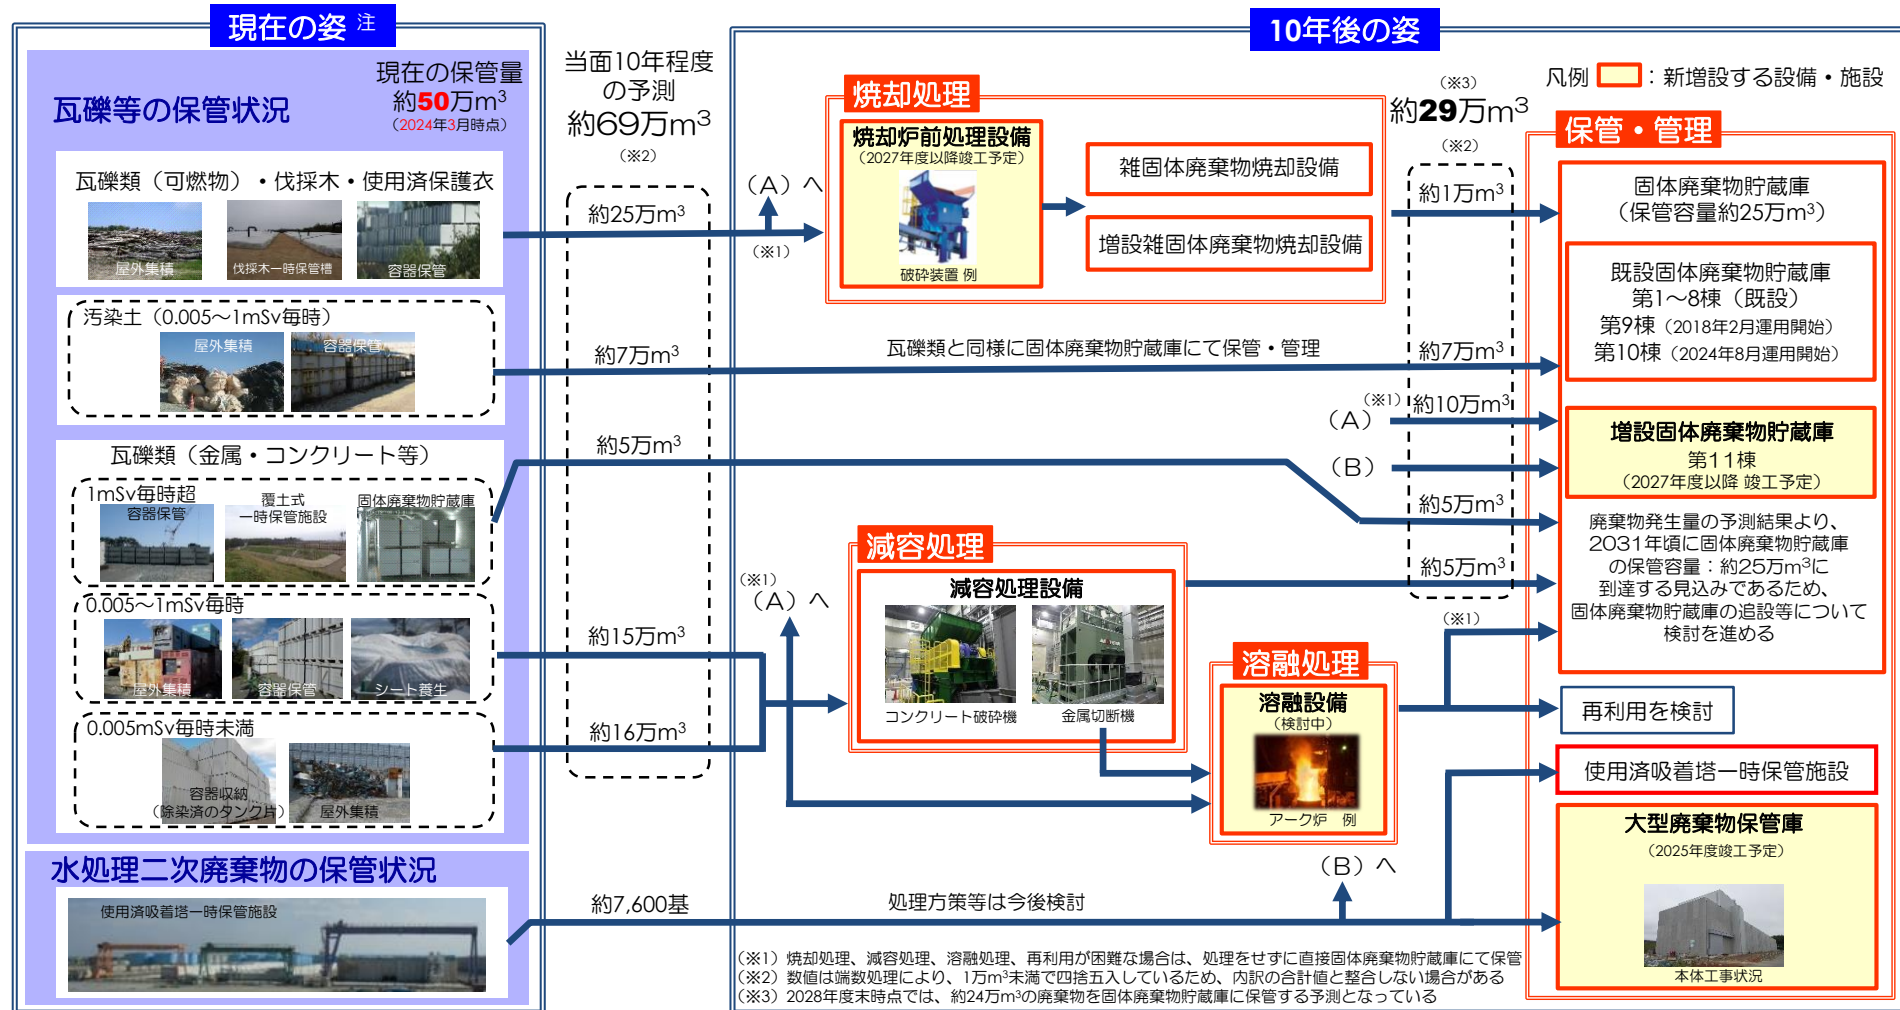 現在の姿 注
瓦礫等の保管状況
現在の保管量
約50万m³
（2024年3月時点）
瓦礫類（可燃物）・伐採木・使用済保護衣
屋外集積
伐採木一時保管槽
容器保管
汚染土（0.005～1mSv毎時）
屋外集積
容器保管
瓦礫類（金属・コンクリート等）
1mSv毎時超
容器保管
覆土式
一時保管施設
固体廃棄物貯蔵庫
0.005～1mSv毎時
屋外集積
容器保管
シート養生
0.005mSv毎時未満
容器収納
（除染済のタンク片）
屋外集積
水処理二次廃棄物の保管状況
使用済吸着塔一時保管施設
当面10年程度
の予測
約69万m³
（※2）
約25万m³
約7万m³
約5万m³
約15万m³
約16万m³
約7,600基
10年後の姿
凡例　：新増設する設備・施設
（A）へ
（※1）
焼却処理
焼却炉前処理設備
（2027年度以降竣工予定）
破砕装置 例
雑固体廃棄物焼却設備
増設雑固体廃棄物焼却設備
瓦礫類と同様に固体廃棄物貯蔵庫にて保管・管理
（※1）
（A）へ
減容処理
減容処理設備
コンクリート破砕機
金属切断機
溶融処理
溶融設備
（検討中）
アーク炉　例
（B）へ
処理方策等は今後検討
（※3）
約29万m³
（※2）
約1万m³
約7万m³
（A）
（※1）
約10万m³
（B）
約5万m³
約5万m³
（※1）
保管・管理
固体廃棄物貯蔵庫
（保管容量約25万m³）
既設固体廃棄物貯蔵庫
第1～8棟（既設）
第9棟（2018年2月運用開始）
第10棟（2024年8月運用開始）
増設固体廃棄物貯蔵庫
第11棟
（2027年度以降 竣工予定）
廃棄物発生量の予測結果より、
2031年頃に固体廃棄物貯蔵庫
の保管容量：約25万m³に
到達する見込みであるため、
固体廃棄物貯蔵庫の追設等について
検討を進める
再利用を検討
使用済吸着塔一時保管施設
大型廃棄物保管庫
（2025年度竣工予定）
本体工事状況
（※1）焼却処理、減容処理、溶融処理、再利用が困難な場合は、処理をせずに直接固体廃棄物貯蔵庫にて保管
（※2）数値は端数処理により、1万m³未満で四捨五入しているため、内訳の合計値と整合しない場合がある
（※3）2028年度末時点では、約24万m³の廃棄物を固体廃棄物貯蔵庫に保管する予測となっている